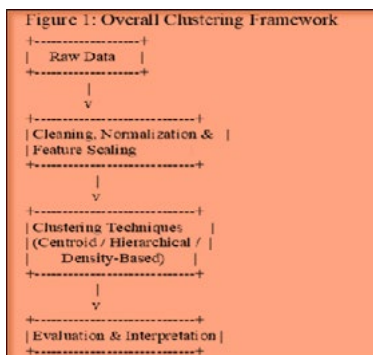 Figure 1: Overall Clustering Framework
+-------------------+
| Raw Data |
+-------------------+
|
v
+-----------------------------+
| Cleaning, Normalization & |
| Feature Scaling
+-----------------------------+
|
v
+-----------------------------+
| Clustering Techniques |
| (Centroid / Hierarchical / |
| Density-Based) |
+-----------------------------+
|
v
+-----------------------------+
| Evaluation & Interpretation |
+-----------------------------+